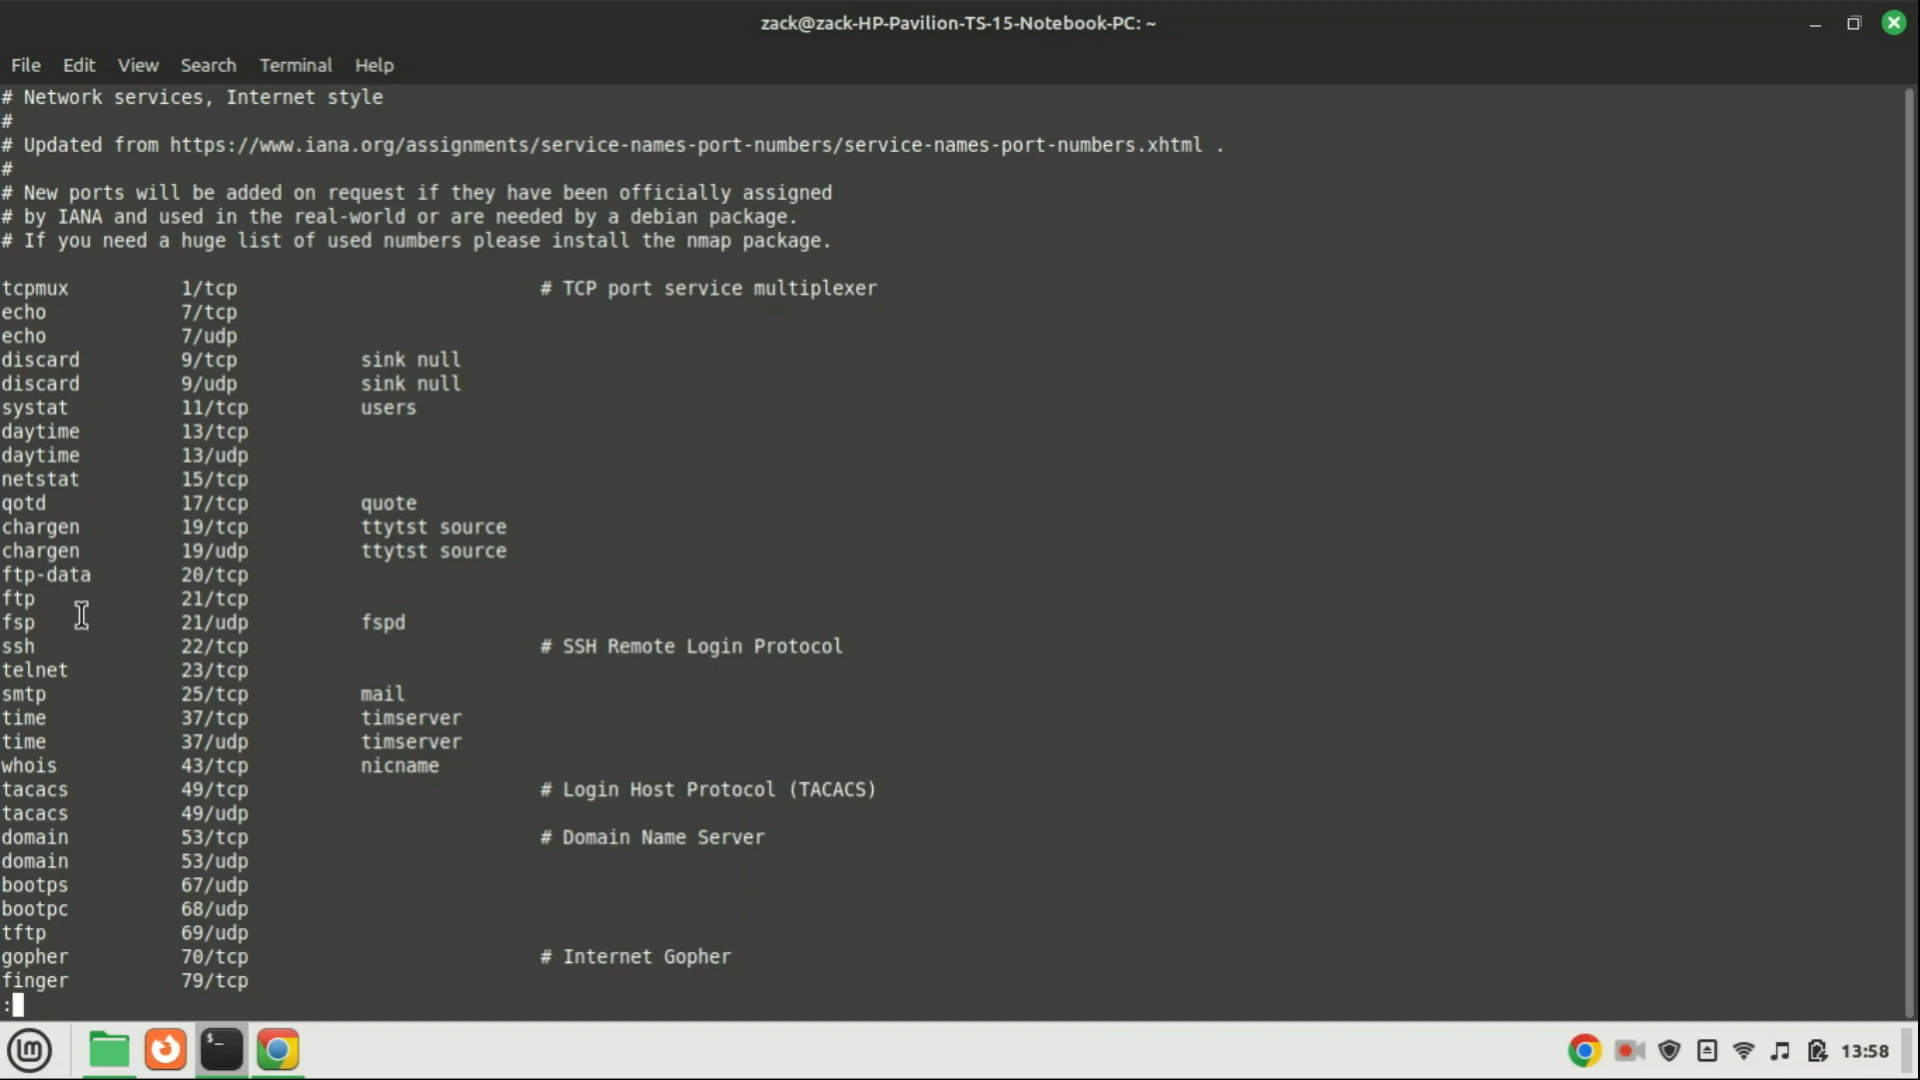 zack@zack-HP-Pavilion-TS-15-Notebook-PC: ~
File Edit View Search Terminal Help
# Network services, Internet style
#
# Updated from https://www.iana.org/assignments/service-names-port-numbers/service-names-port-numbers.xhtml .
#
# New ports will be added on request if they have been officially assigned
# by IANA and used in the real-world or are needed by a debian package.
# If you need a huge list of used numbers please install the nmap package.
tcpmux 1/tcp # TCP port service multiplexer
echo 7/tcp
echo 7/udp
discard 9/tcp sink null
discard 9/udp sink null
systat 11/tcp users
daytime 13/tcp
daytime 13/udp
netstat 15/tcp
qotd 17/tcp quote
chargen 19/tcp ttytst source
chargen 19/udp ttytst source
ftp-data 20/tcp
ftp 21/tcp
fsp 21/udp fspd
ssh 22/tcp # SSH Remote Login Protocol
telnet 23/tcp
smtp 25/tcp mail
time 37/tcp timserver
time 37/udp timserver
whois 43/tcp nicname
tacacs 49/tcp # Login Host Protocol (TACACS)
tacacs 49/udp
domain 53/tcp # Domain Name Server
domain 53/udp
bootps 67/udp
bootpc 68/udp
tftp 69/udp
gopher 70/tcp # Internet Gopher
finger 79/tcp
:
$_
13:58